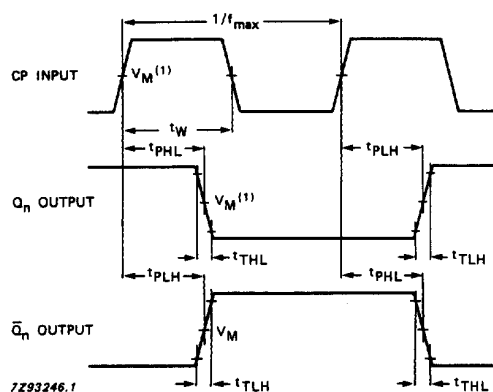 1/fmax
CP INPUT
VM(1)
tW
tPHL
tPLH
Qn OUTPUT
VM(1)
tTHL
tTLH
tPLH
tPHL
Q̅n OUTPUT
VM
tTLH
tTHL
7Z93246.1